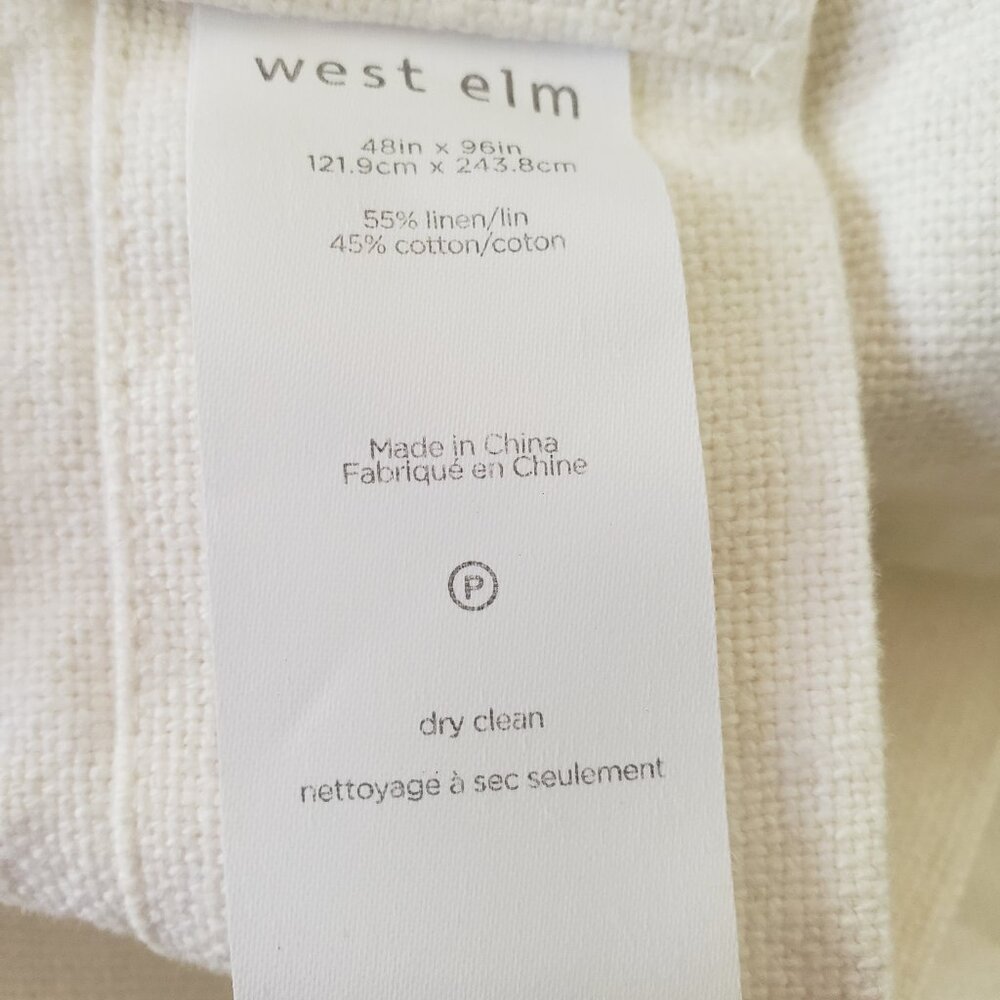 west elm
48in x 96in
121.9cm x 243.8cm
55% linen/lin
45% cotton/coton
Made in China
Fabriqué en Chine
P
dry clean
nettoyage à sec seulement